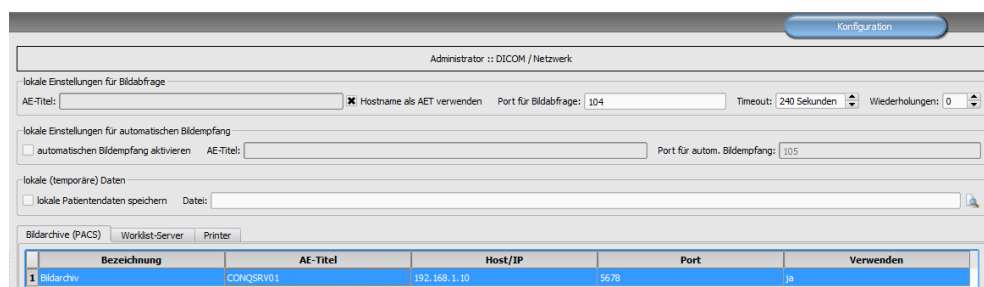 Konfiguration
Administrator :: DICOM / Netzwerk
lokale Einstellungen für Bildabfrage
AE-Titel: Hostname als AET verwenden Port für Bildabfrage: 104 Timeout: 240 Sekunden Wiederholungen: 0
lokale Einstellungen für automatischen Bildempfang
automatischen Bildempfang aktivieren AE-Titel: Port für autom. Bildempfang: 105
lokale (temporäre) Daten
lokale Patientendaten speichern Datei:
Bildarchive (PACS) Worklist-Server Printer
Bezeichnung AE-Titel Host/IP Port Verwenden
1 Bildarchiv CONQSRV01 192.168.1.10 5678 ja